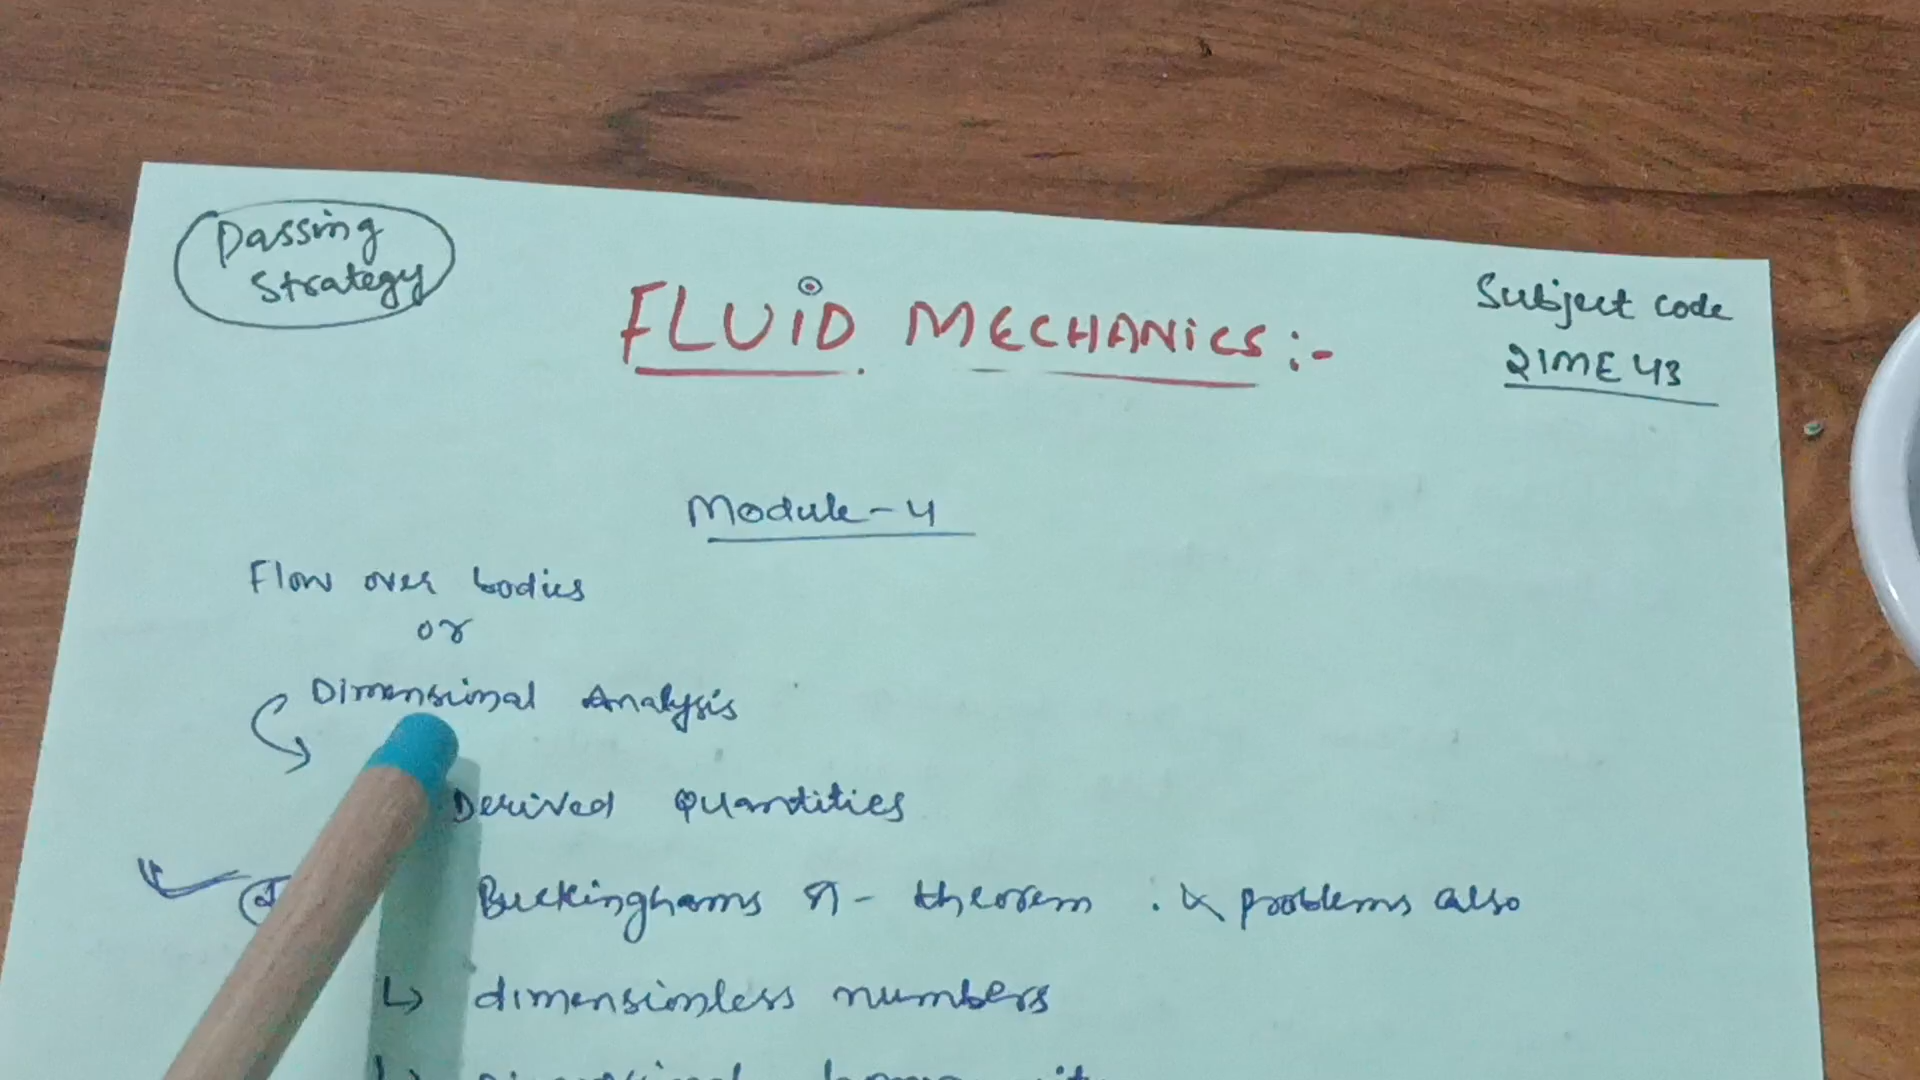 Passing
Strategy
FLUID MECHANICS:-
Subject code
21ME43
Module-4
Flow over bodies
or
Dimensional Analysis
Derived Quantities
Buckinghams π- theorem . & problems also
↳ dimensionless numbers